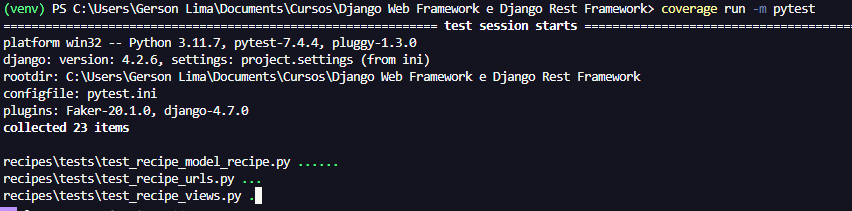 (venv) PS C:\Users\Gerson Lima\Documents\Cursos\Django Web Framework e Django Rest Framework> coverage run -m pytest
================================================= test session starts ==================================
platform win32 -- Python 3.11.7, pytest-7.4.4, pluggy-1.3.0
django: version: 4.2.6, settings: project.settings (from ini)
rootdir: C:\Users\Gerson Lima\Documents\Cursos\Django Web Framework e Django Rest Framework
configfile: pytest.ini
plugins: Faker-20.1.0, django-4.7.0
collected 23 items
recipes\tests\test_recipe_model_recipe.py ......
recipes\tests\test_recipe_urls.py ...
recipes\tests\test_recipe_views.py .